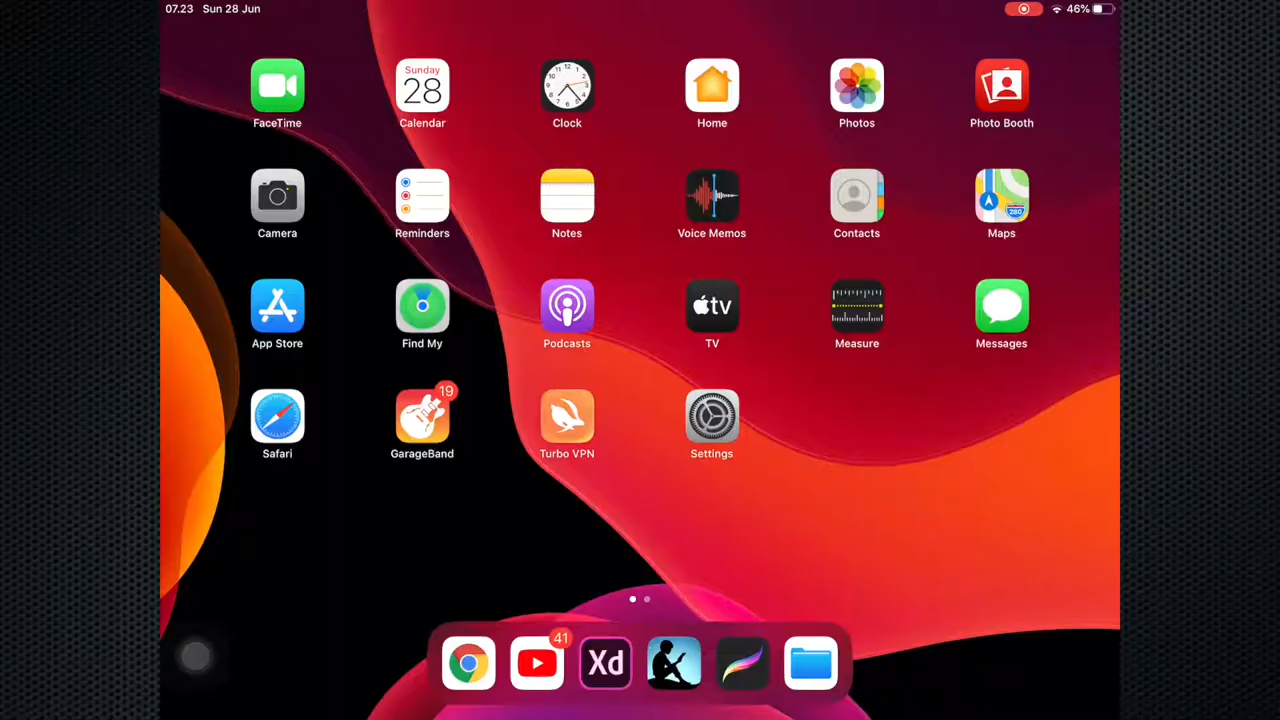 07.23 Sun 28 Jun
46%
Sunday
28
FaceTime Calendar Clock Home Photos Photo Booth
280
Camera Reminders Notes Voice Memos Contacts Maps
tv
App Store Find My Podcasts TV Measure Messages
19
Safari GarageBand Turbo VPN Settings
41
Xd